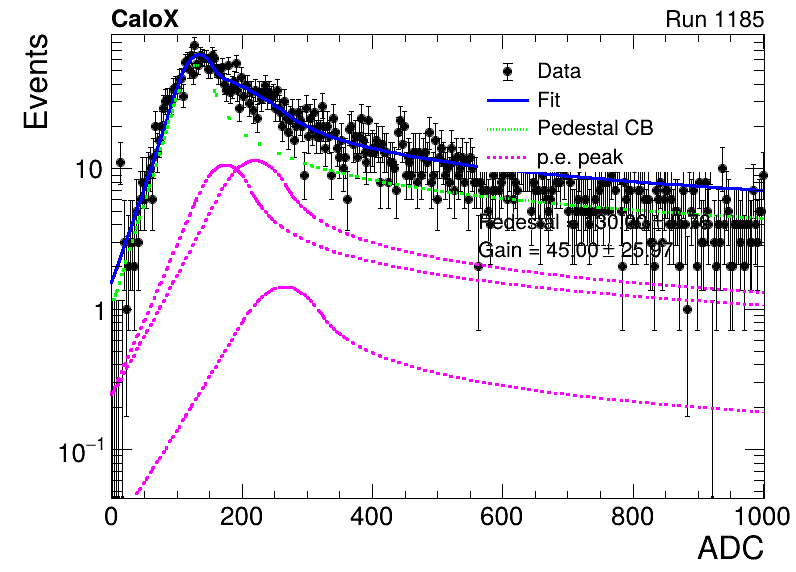 CaloX Run 1185
Events
Data
Fit
Pedestal CB
p.e. peak
Pedestal
Gain = 45.00 ± 25.97
10
1
10⁻¹
0 200 400 600 800 1000
ADC